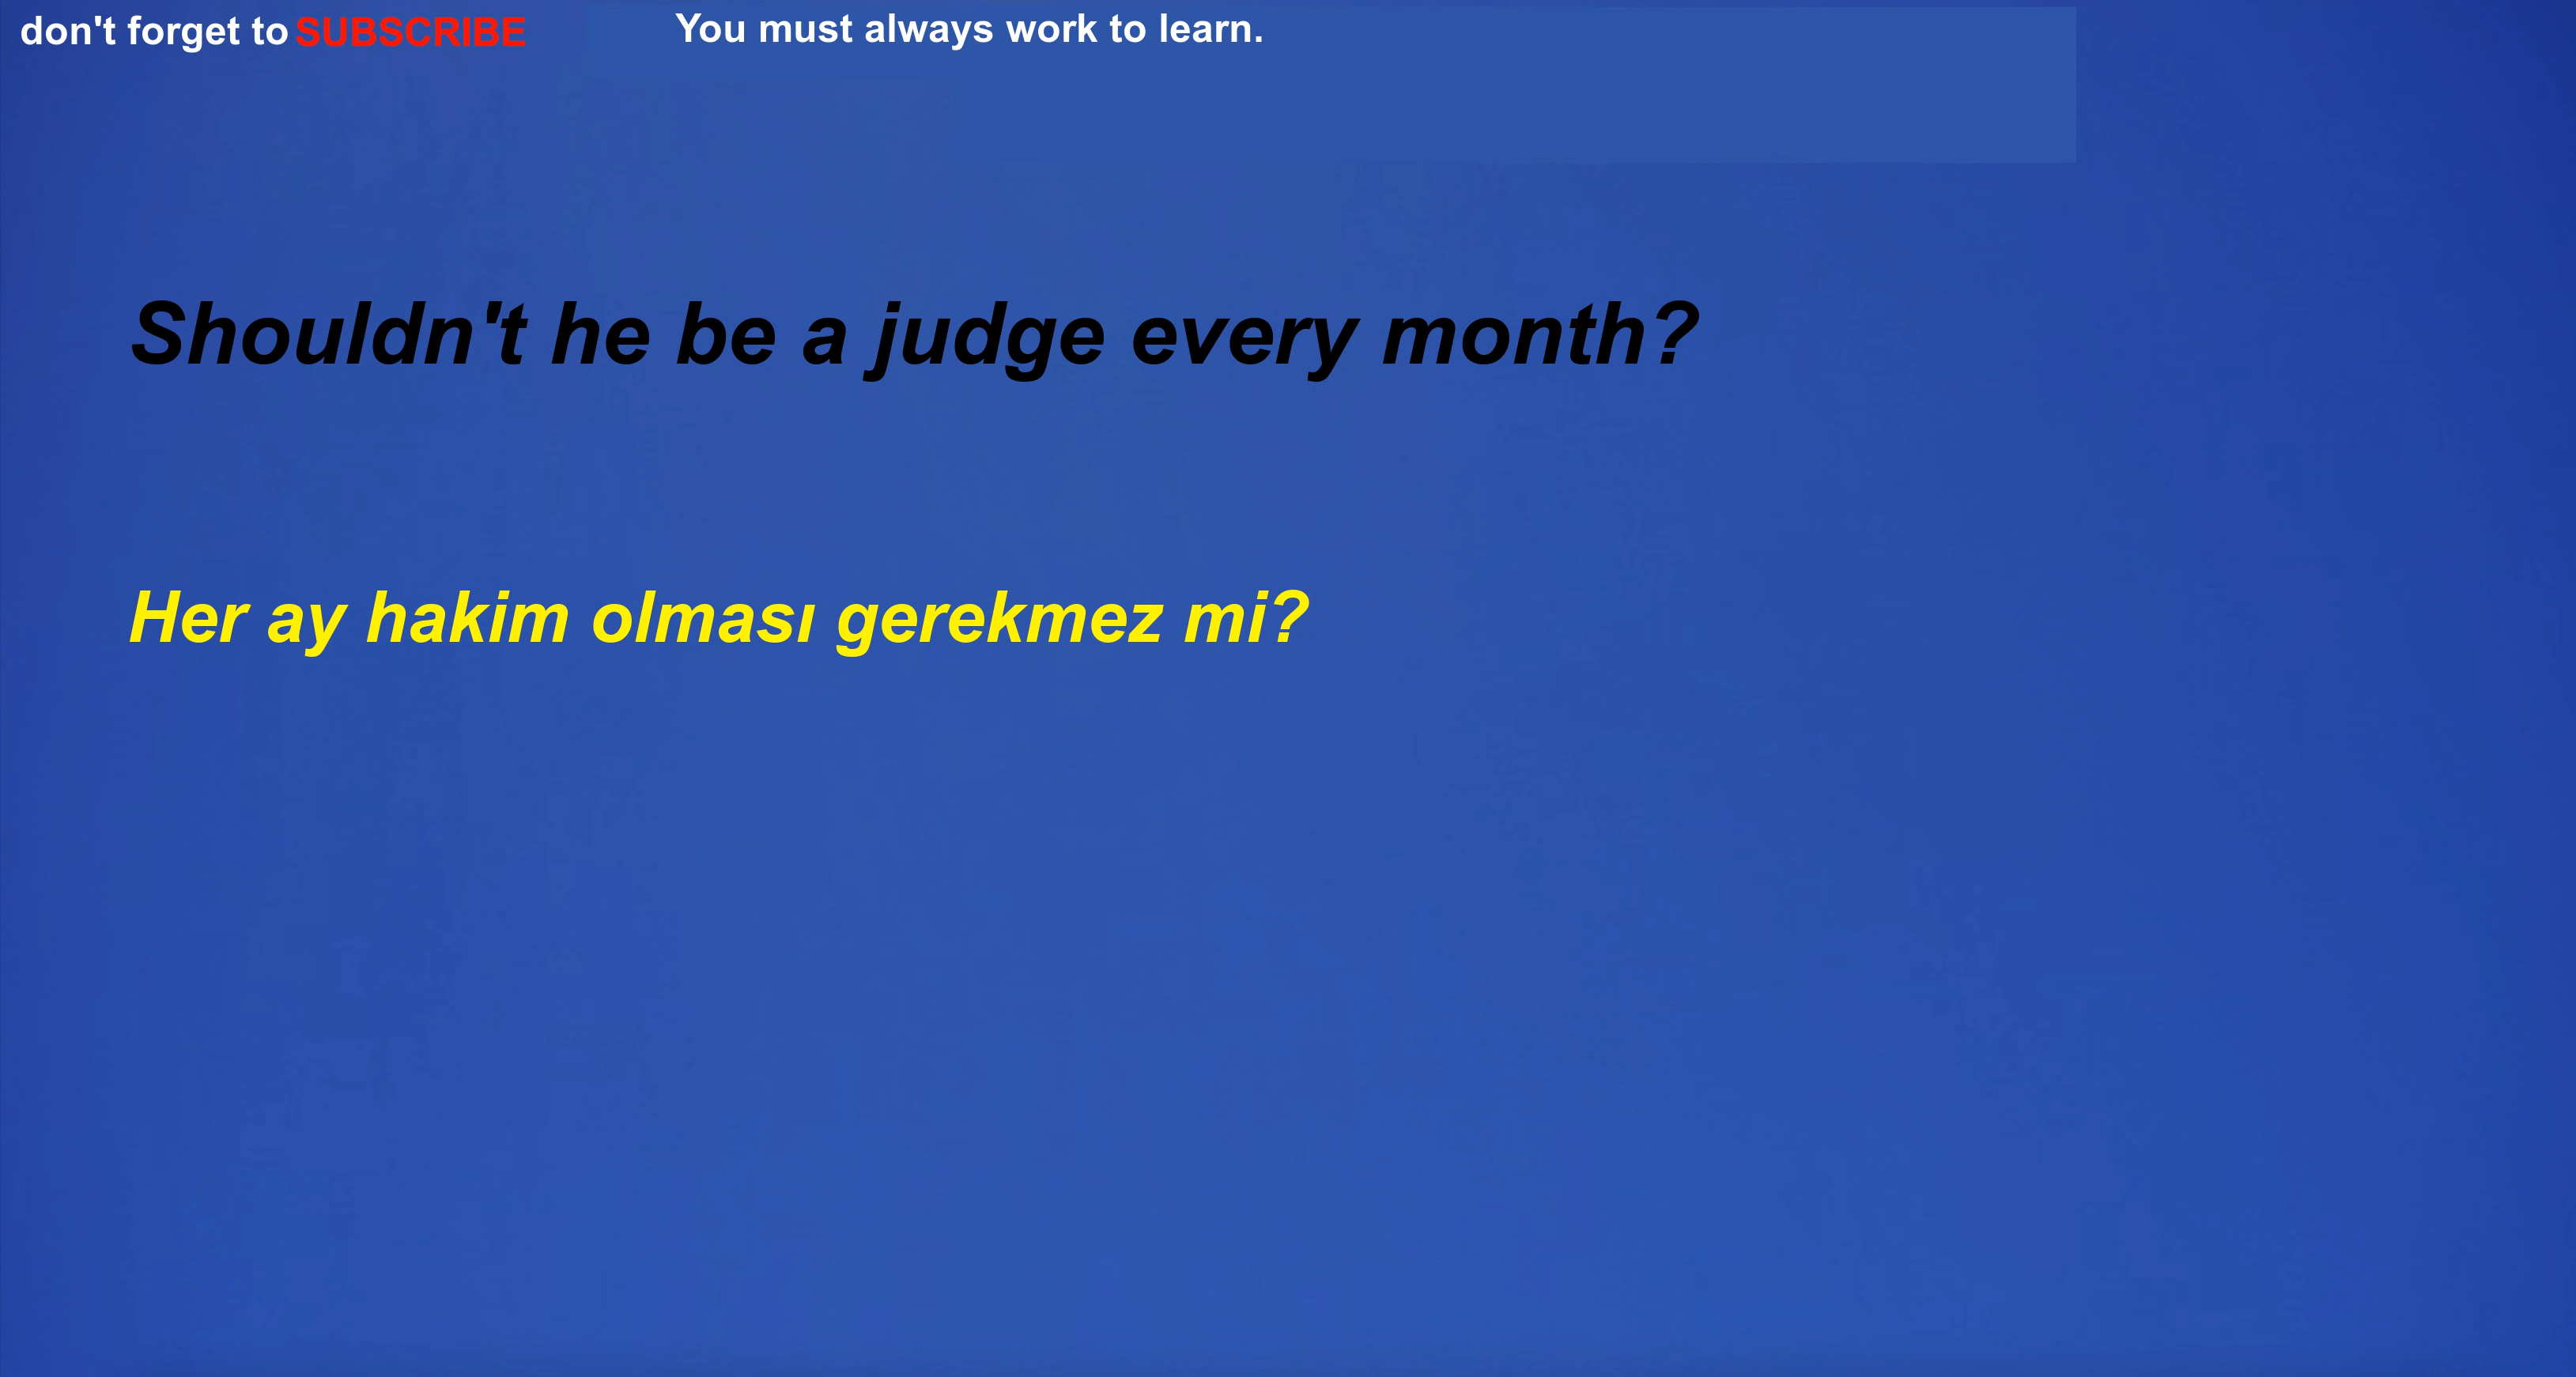 don't forget to SUBSCRIBE
You must always work to learn.
Shouldn't he be a judge every month?
Her ay hakim olması gerekmez mi?